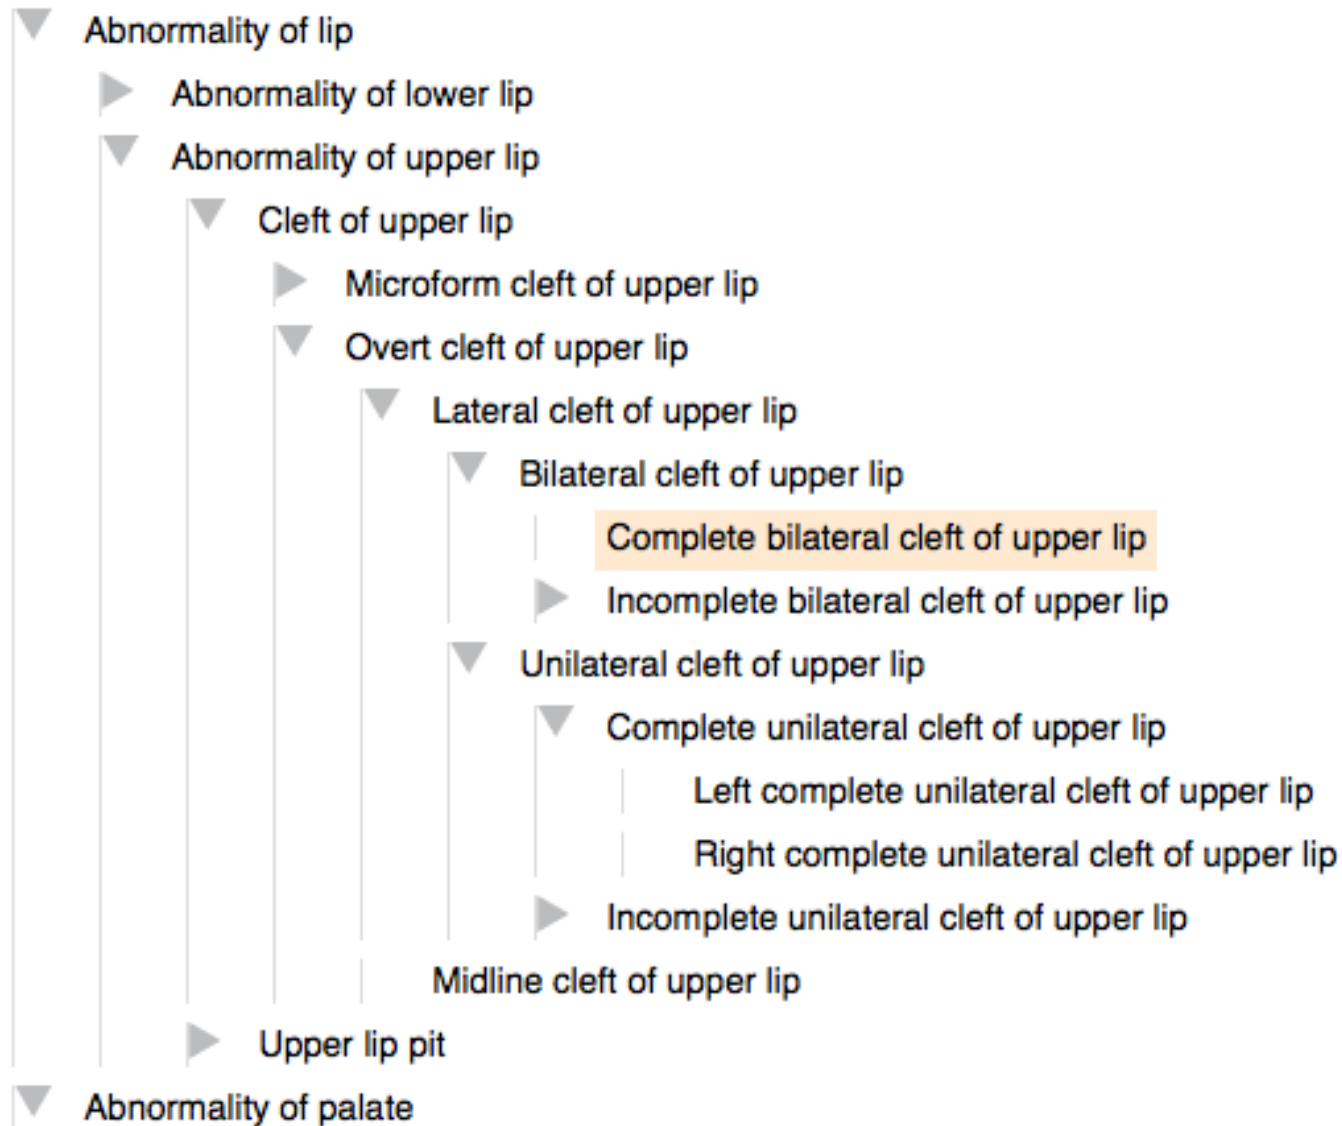 Abnormality of lip
Abnormality of lower lip
Abnormality of upper lip
Cleft of upper lip
Microform cleft of upper lip
Overt cleft of upper lip
Lateral cleft of upper lip
Bilateral cleft of upper lip
Complete bilateral cleft of upper lip
Incomplete bilateral cleft of upper lip
Unilateral cleft of upper lip
Complete unilateral cleft of upper lip
Left complete unilateral cleft of upper lip
Right complete unilateral cleft of upper lip
Incomplete unilateral cleft of upper lip
Midline cleft of upper lip
Upper lip pit
Abnormality of palate